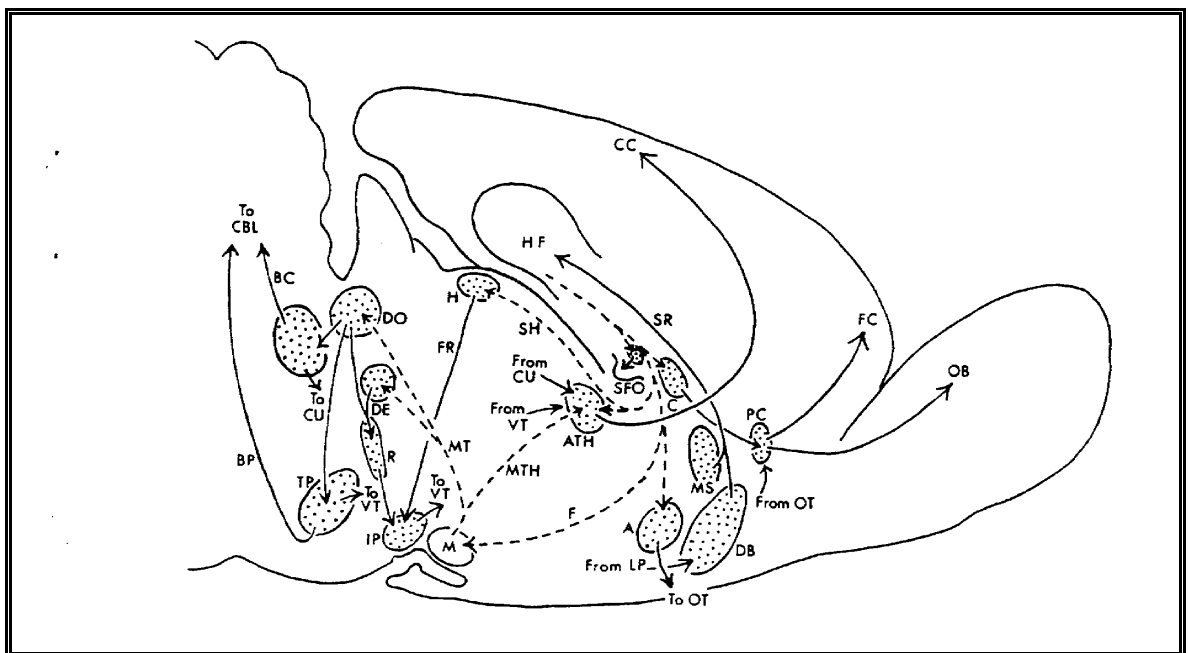 CC
To
CBL
HF
BC
H
DO
SR
SH
FC
FR
From
CU
SFO
OB
To
CU
DE
C
From
VT
ATH
PC
MT
BP
R
MTH
MS
TP
To
VT
To
VT
From OT
F
A
IP
M
DB
From LP
To OT